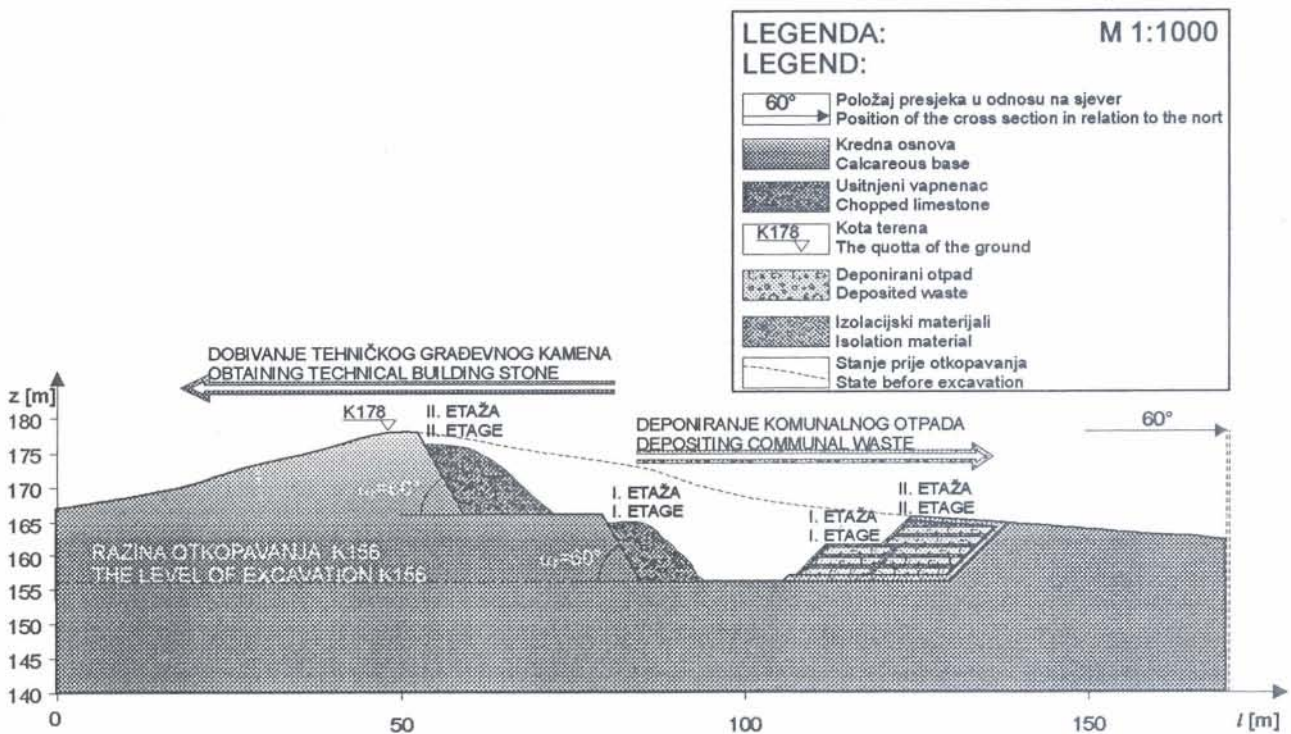 LEGENDA: M 1:1000
LEGEND:
60° Položaj presjeka u odnosu na sjever
Position of the cross section in relation to the nort
Kredna osnova
Calcareous base
Usitnjeni vapnenac
Chopped limestone
K178 Kota terena
The quotta of the ground
Deponirani otpad
Deposited waste
Izolacijski materijali
Isolation material
Stanje prije otkopavanja
State before excavation
DOBIVANJE TEHNIČKOG GRAĐEVNOG KAMENA
OBTAINING TECHNICAL BUILDING STONE
z [m]
K178
II. ETAŽA
II. ETAGE
DEPONIRANJE KOMUNALNOG OTPADA
DEPOSITING COMMUNAL WASTE
60°
I. ETAŽA
I. ETAGE
II. ETAŽA
II. ETAGE
I. ETAŽA
I. ETAGE
=60°
=60°
RAZINA OTKOPAVANJA K156
THE LEVEL OF EXCAVATION K156
180
175
170
165
160
155
150
145
140
0 50 100 150 l [m]